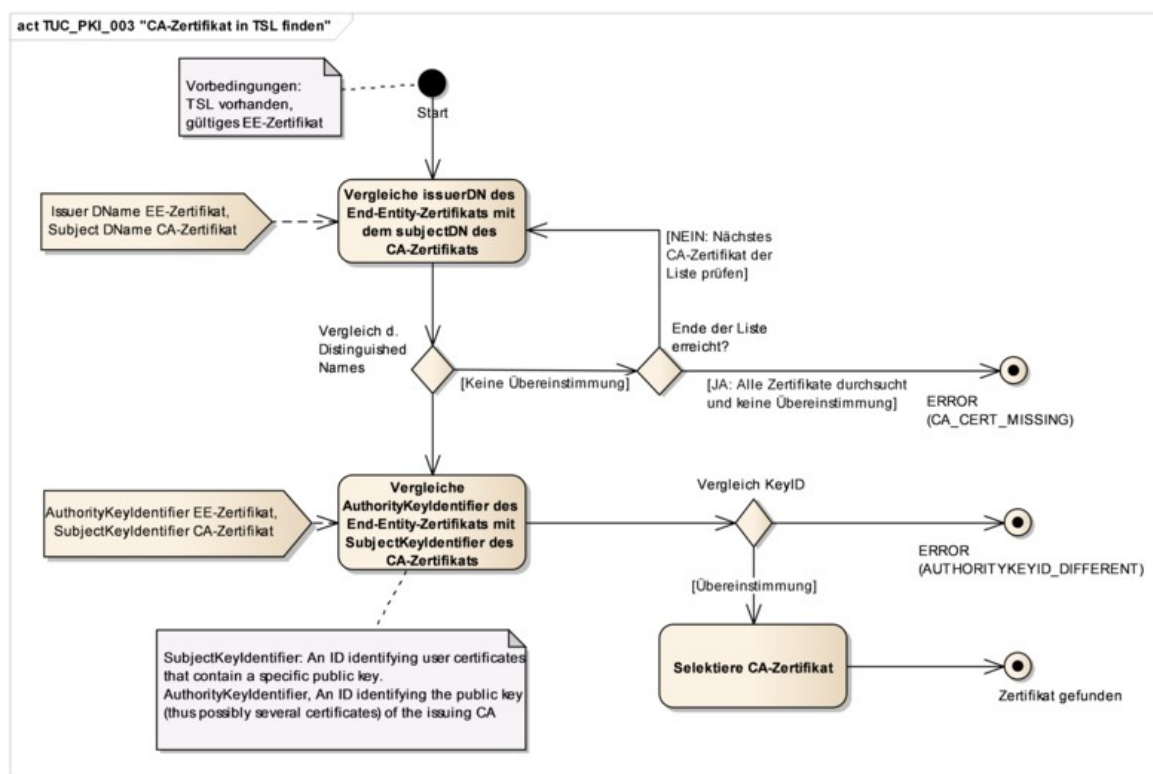 act TUC_PKI_003 "CA-Zertifikat in TSL finden"
Vorbedingungen:
TSL vorhanden,
gültiges EE-Zertifikat
Start
Issuer DName EE-Zertifikat,
Subject DName CA-Zertifikat
Vergleiche issuerDN des
End-Entity-Zertifikats mit
dem subjectDN des
CA-Zertifikats
[NEIN: Nächstes
CA-Zertifikat der
Liste prüfen]
Vergleich d.
Distinguished
Names
[Keine Übereinstimmung]
Ende der Liste
erreicht?
[JA: Alle Zertifikate durchsucht
und keine Übereinstimmung]
ERROR
(CA_CERT_MISSING)
AuthorityKeyIdentifier EE-Zertifikat,
SubjectKeyIdentifier CA-Zertifikat
Vergleiche
AuthorityKeyIdentifier des
End-Entity-Zertifikats mit
SubjectKeyIdentifier des
CA-Zertifikats
Vergleich KeyID
ERROR
(AUTHORITYKEYID_DIFFERENT)
[Übereinstimmung]
SubjectKeyIdentifier: An ID identifying user certificates
that contain a specific public key.
AuthorityKeyIdentifier, An ID identifying the public key
(thus possibly several certificates) of the issuing CA
Selektiere CA-Zertifikat
Zertifikat gefunden